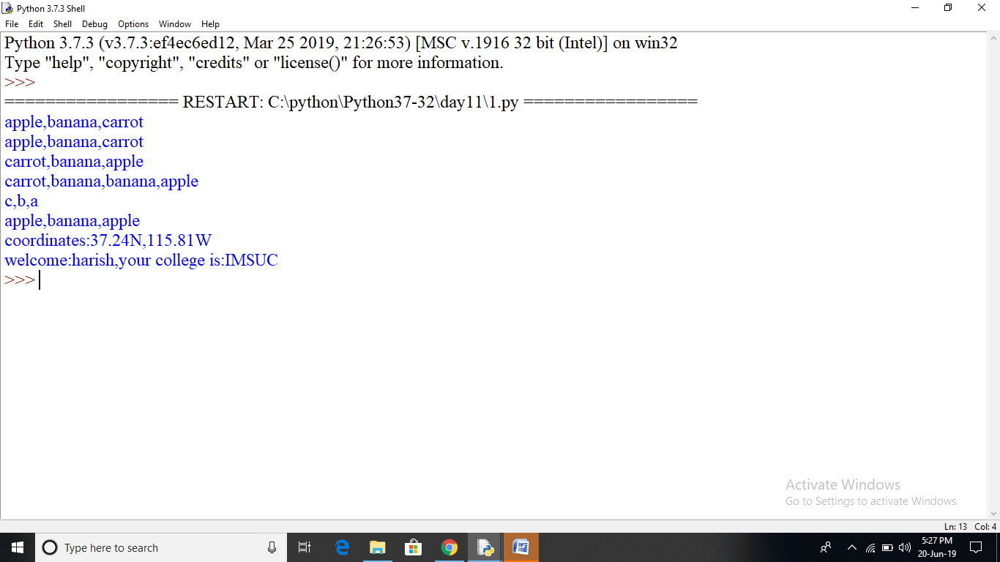 Python 3.7.3 Shell
File Edit Shell Debug Options Window Help
Python 3.7.3 (v3.7.3:ef4ec6ed12, Mar 25 2019, 21:26:53) [MSC v.1916 32 bit (Intel)] on win32
Type "help", "copyright", "credits" or "license()" for more information.
>>>
================= RESTART: C:\python\Python37-32\day11\1.py =================
apple,banana,carrot
apple,banana,carrot
carrot,banana,apple
carrot,banana,banana,apple
c,b,a
apple,banana,apple
coordinates:37.24N,115.81W
welcome:harish,your college is:IMSUC
>>>
Activate Windows
Go to Settings to activate Windows.
Ln: 13 Col: 4
Type here to search
5:27 PM
20-Jun-19